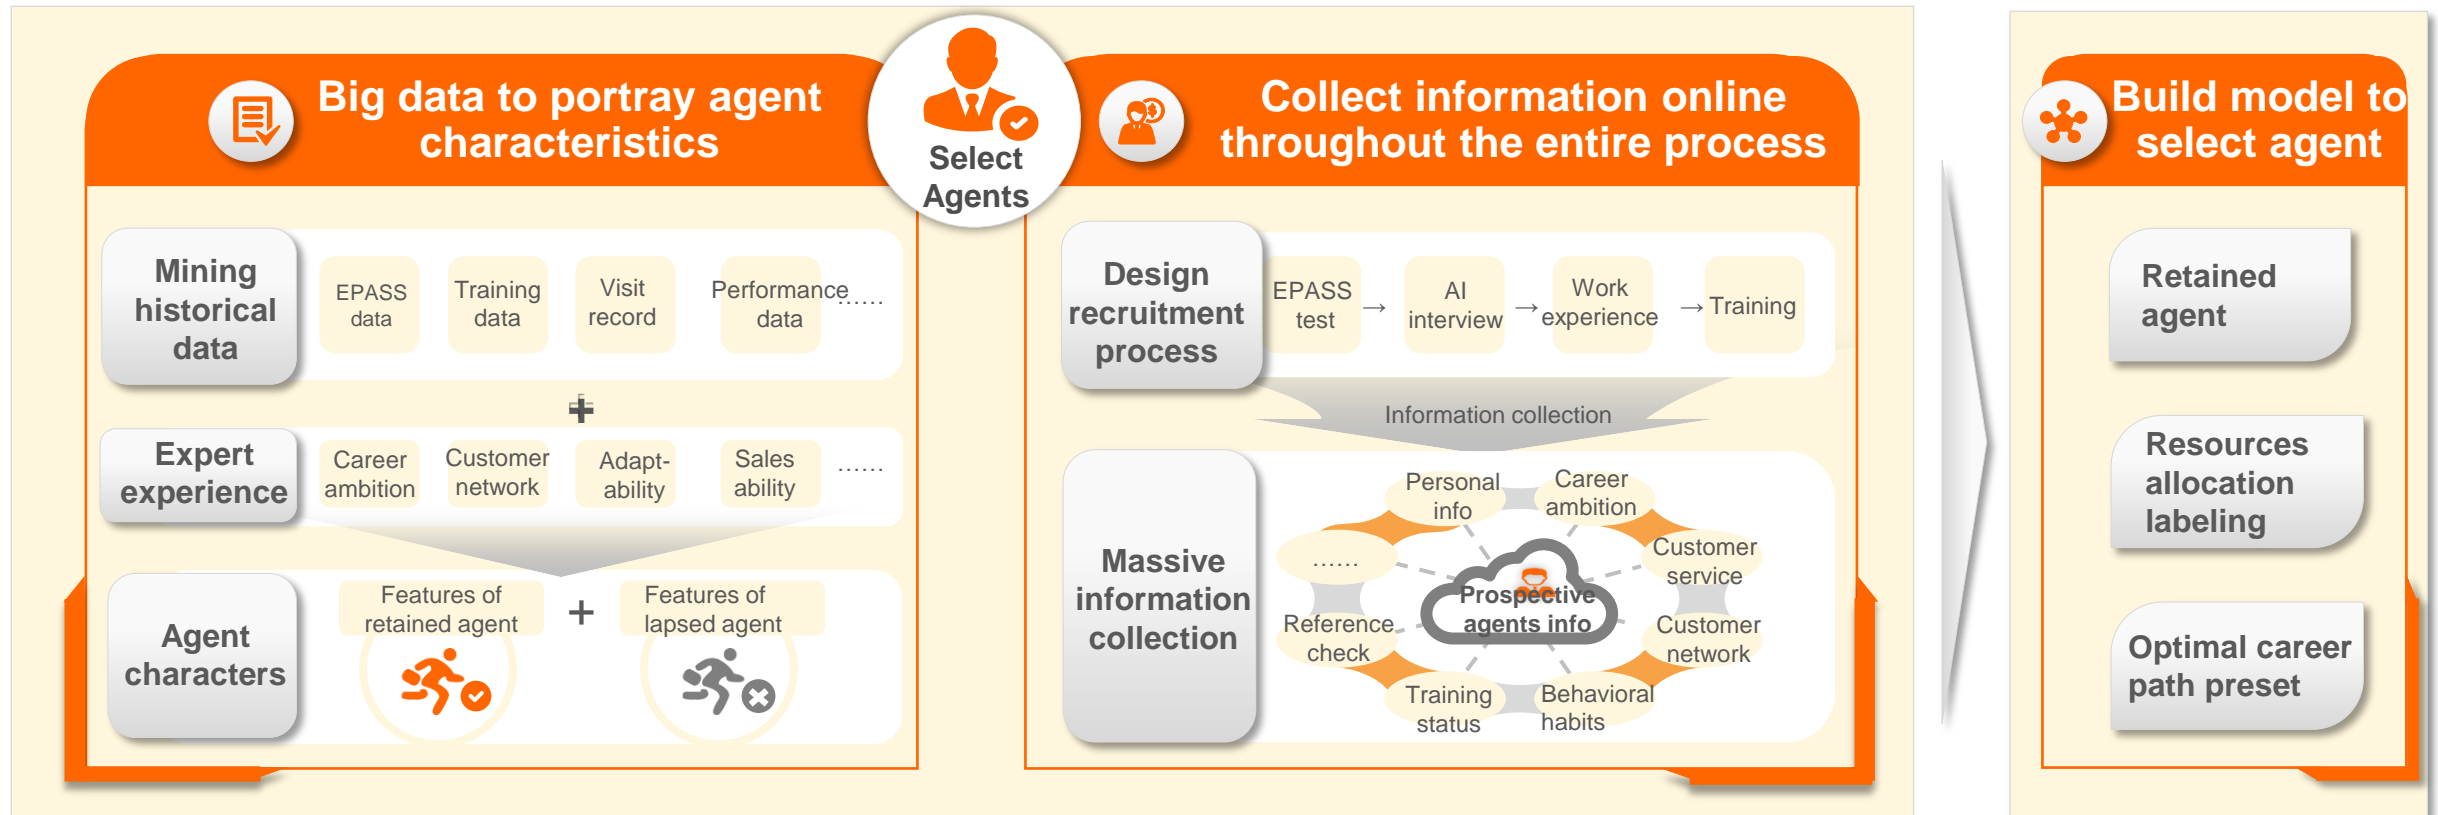 Big data to portray agent
characteristics
Select
Agents
Collect information online
throughout the entire process
Build model to
select agent
Mining
historical
data
EPASS
data
Training
data
Visit
record
Performance
data
......
Expert
experience
Career
ambition
Customer
network
Adapt-
ability
Sales
ability
......
Agent
characters
Features of
retained agent
+
Features of
lapsed agent
Design
recruitment
process
EPASS
test
→
AI
interview
→
Work
experience
→
Training
Information collection
Massive
information
collection
Personal
info
Career
ambition
......
Customer
service
Prospective
agents info
Reference
check
Customer
network
Training
status
Behavioral
habits
Retained
agent
Resources
allocation
labeling
Optimal career
path preset